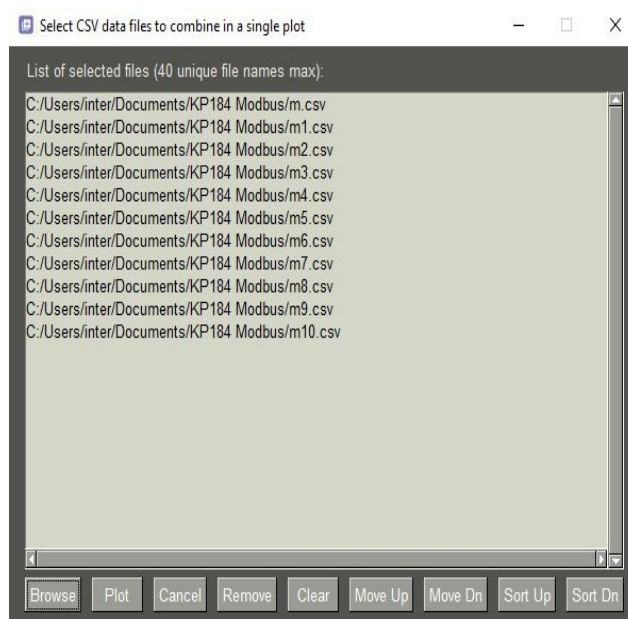 Select CSV data files to combine in a single plot
List of selected files (40 unique file names max):
C:/Users/inter/Documents/KP184 Modbus/m.csv
C:/Users/inter/Documents/KP184 Modbus/m1.csv
C:/Users/inter/Documents/KP184 Modbus/m2.csv
C:/Users/inter/Documents/KP184 Modbus/m3.csv
C:/Users/inter/Documents/KP184 Modbus/m4.csv
C:/Users/inter/Documents/KP184 Modbus/m5.csv
C:/Users/inter/Documents/KP184 Modbus/m6.csv
C:/Users/inter/Documents/KP184 Modbus/m7.csv
C:/Users/inter/Documents/KP184 Modbus/m8.csv
C:/Users/inter/Documents/KP184 Modbus/m9.csv
C:/Users/inter/Documents/KP184 Modbus/m10.csv
Browse Plot Cancel Remove Clear Move Up Move Dn Sort Up Sort Dn